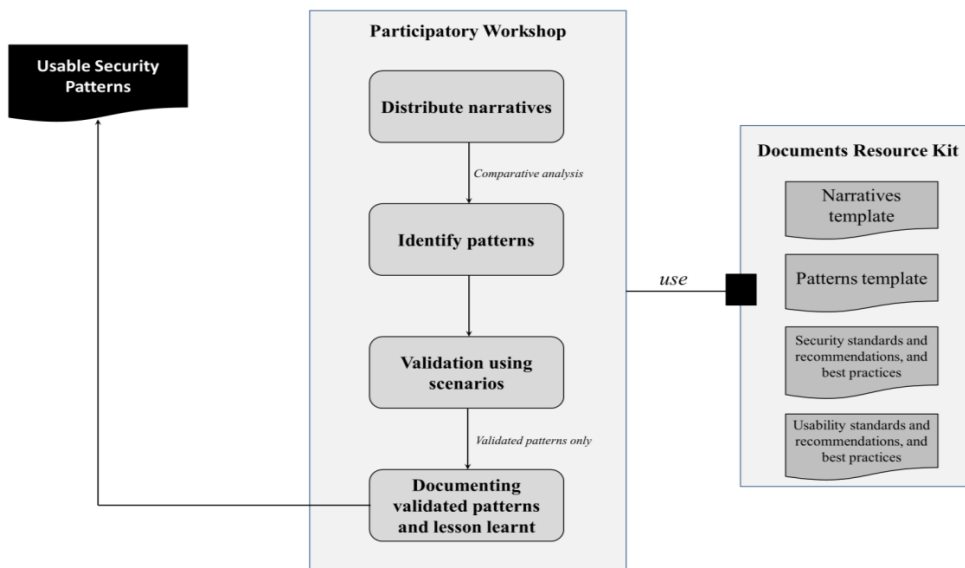 Usable Security
Patterns
Participatory Workshop
Distribute narratives
Comparative analysis
Identify patterns
Validation using
scenarios
Validated patterns only
Documenting
validated patterns
and lesson learnt
use
Documents Resource Kit
Narratives
template
Patterns template
Security standards and
recommendations, and
best practices
Usability standards and
recommendations, and
best practices